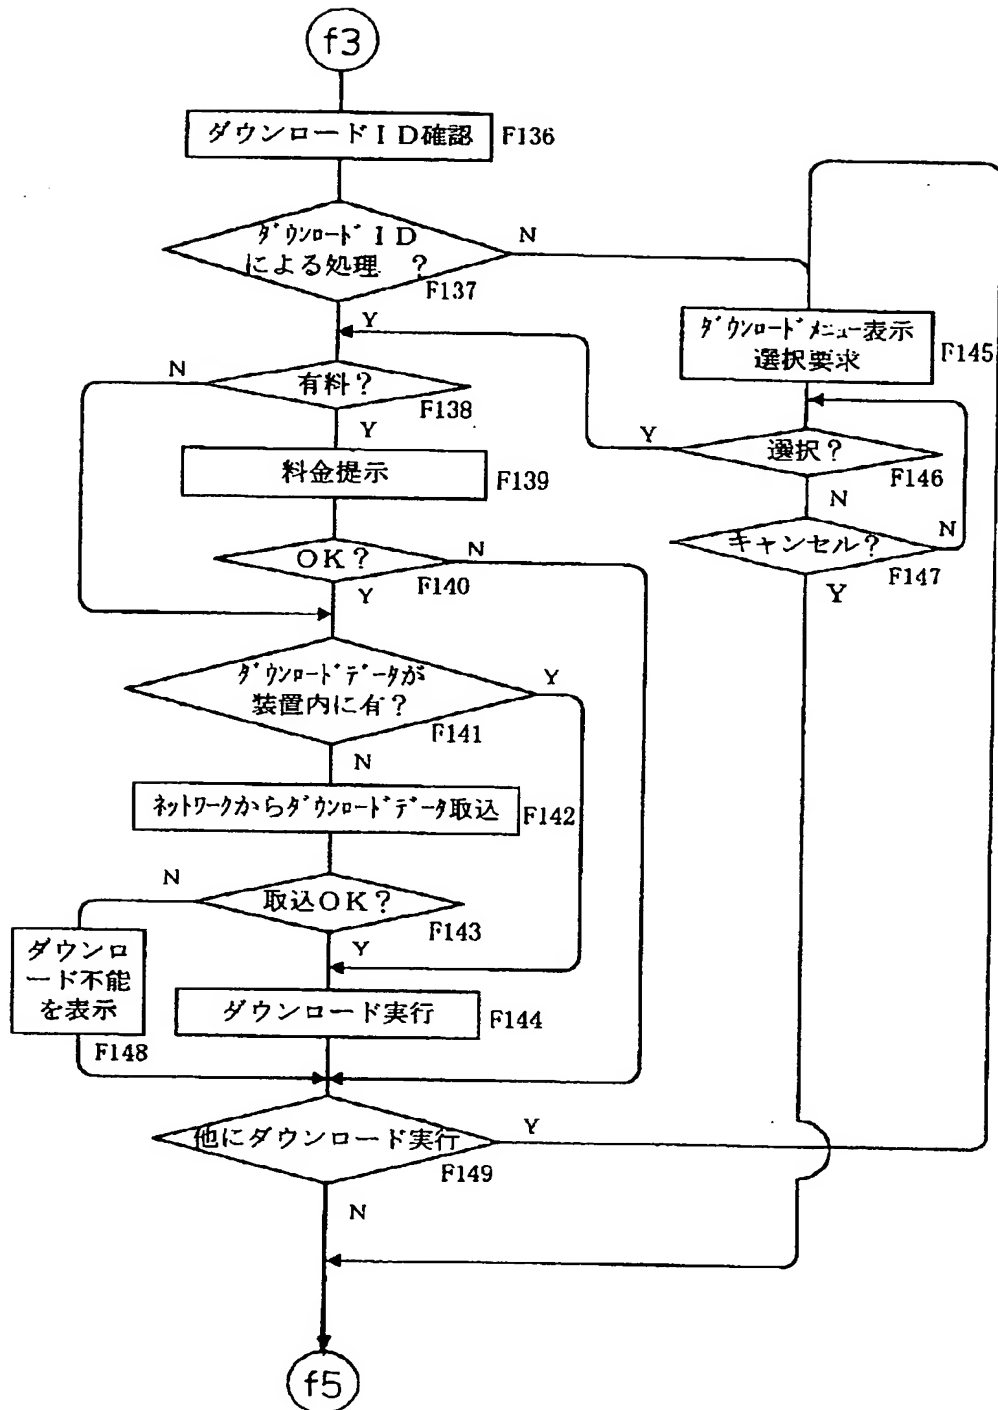 f3
ダウンロードＩＤ確認 F136
ﾀﾞｳﾝﾛｰﾄﾞＩＤ
による処理 ？
F137
N
Y
ﾀﾞｳﾝﾛｰﾄﾞﾒﾆｭｰ表示
選択要求
F145
有料？
F138
N
Y
選択？
F146
Y
N
料金提示 F139
キャンセル？
F147
N
Y
OK？
F140
N
Y
ﾀﾞｳﾝﾛｰﾄﾞﾃﾞｰﾀが
装置内に有？
F141
Y
N
ﾈｯﾄﾜｰｸからﾀﾞｳﾝﾛｰﾄﾞﾃﾞｰﾀ取込 F142
取込OK？
F143
N
Y
ダウンロ
ード不能
を表示
F148
ダウンロード実行 F144
他にダウンロード実行
F149
Y
N
f5